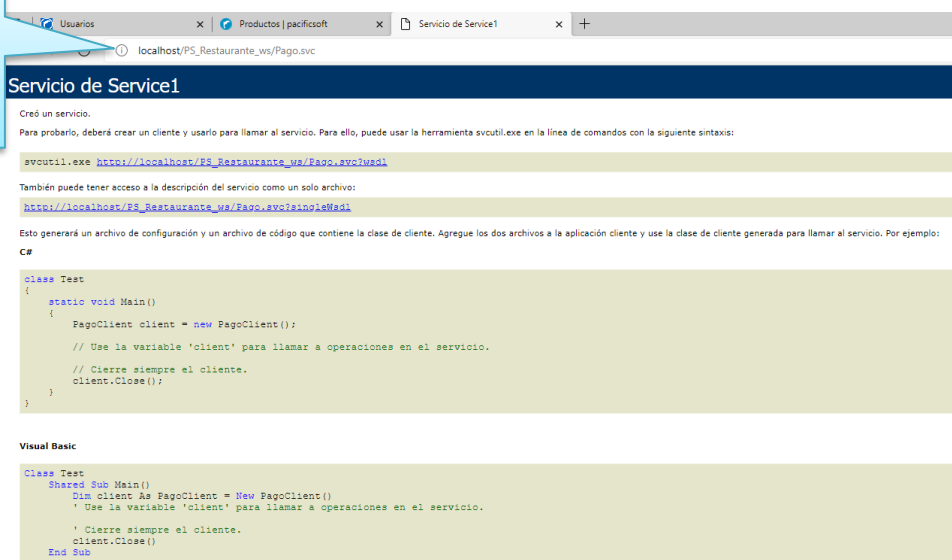 Usuarios
Productos | pacificsoft
Servicio de Service1
localhost/PS_Restaurante_ws/Pago.svc
Servicio de Service1
Creó un servicio.
Para probarlo, deberá crear un cliente y usarlo para llamar al servicio. Para ello, puede usar la herramienta svcutil.exe en la línea de comandos con la siguiente sintaxis:
svcutil.exe http://localhost/PS_Restaurante_ws/Pago.svc?wsdl
También puede tener acceso a la descripción del servicio como un solo archivo:
http://localhost/PS_Restaurante_ws/Pago.svc?singleWsdl
Esto generará un archivo de configuración y un archivo de código que contiene la clase de cliente. Agregue los dos archivos a la aplicación cliente y use la clase de cliente generada para llamar al servicio. Por ejemplo:
C#
class Test
{
    static void Main()
    {
        PagoClient client = new PagoClient();
        // Use la variable 'client' para llamar a operaciones en el servicio.
        // Cierre siempre el cliente.
        client.Close();
    }
}
Visual Basic
Class Test
    Shared Sub Main()
        Dim client As PagoClient = New PagoClient()
        ' Use la variable 'client' para llamar a operaciones en el servicio.
        ' Cierre siempre el cliente.
        client.Close()
    End Sub